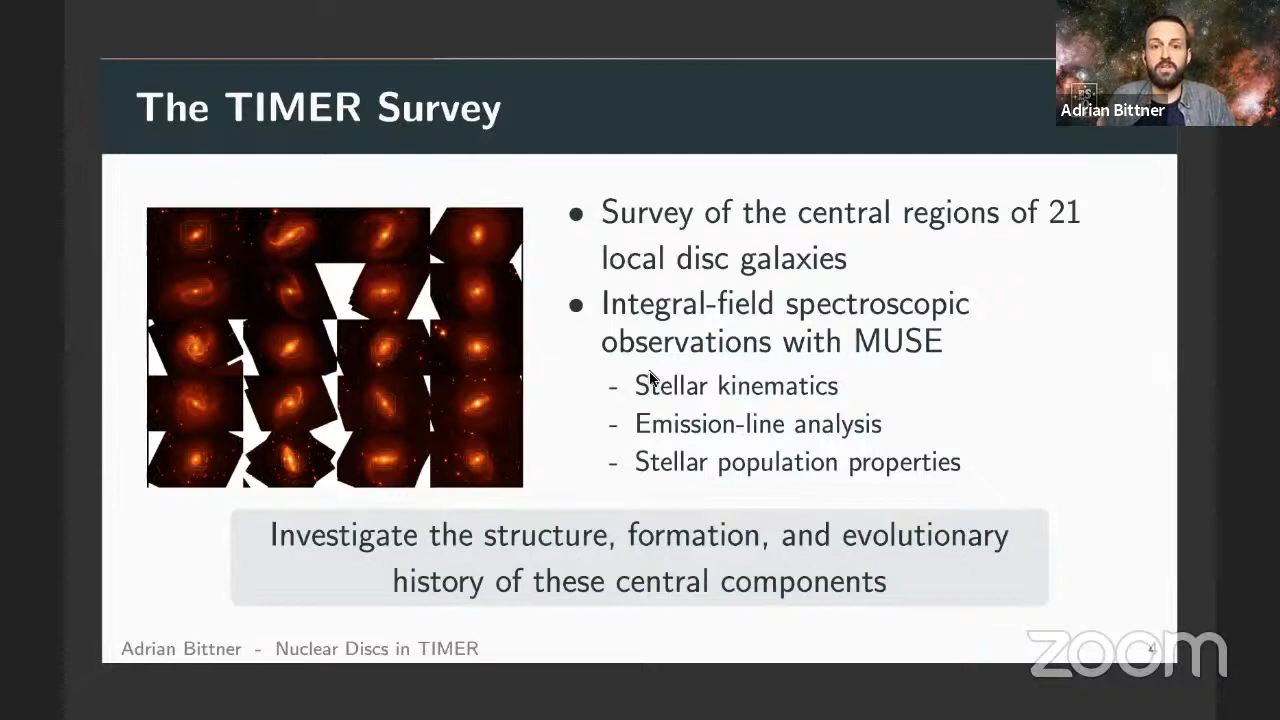 The TIMER Survey
Adrian Bittner
• Survey of the central regions of 21
local disc galaxies
• Integral-field spectroscopic
observations with MUSE
- Stellar kinematics
- Emission-line analysis
- Stellar population properties
Investigate the structure, formation, and evolutionary
history of these central components
Adrian Bittner - Nuclear Discs in TIMER
4
zoom